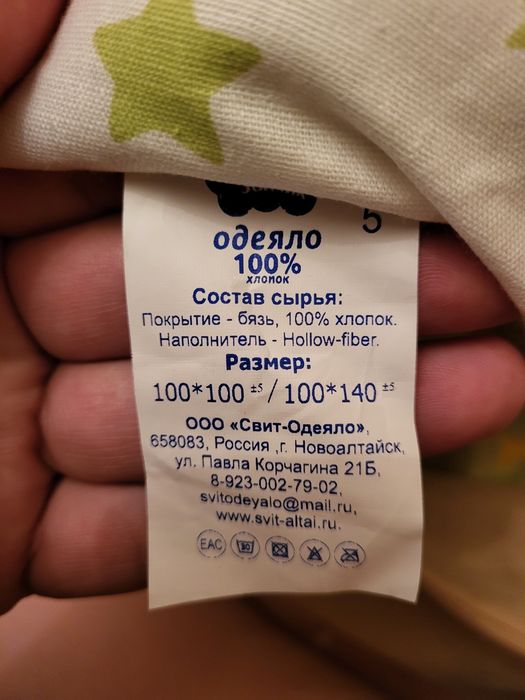 5
одеяло
100%
хлопок
Состав сырья:
Покрытие - бязь, 100% хлопок.
Наполнитель - Hollow-fiber.
Размер:
100*100 ±5 / 100*140 ±5
ООО «Свит-Одеяло»,
658083, Россия ,г. Новоалтайск,
ул. Павла Корчагина 21Б,
8-923-002-79-02,
svitodeyalo@mail.ru,
www.svit-altai.ru.
EAC